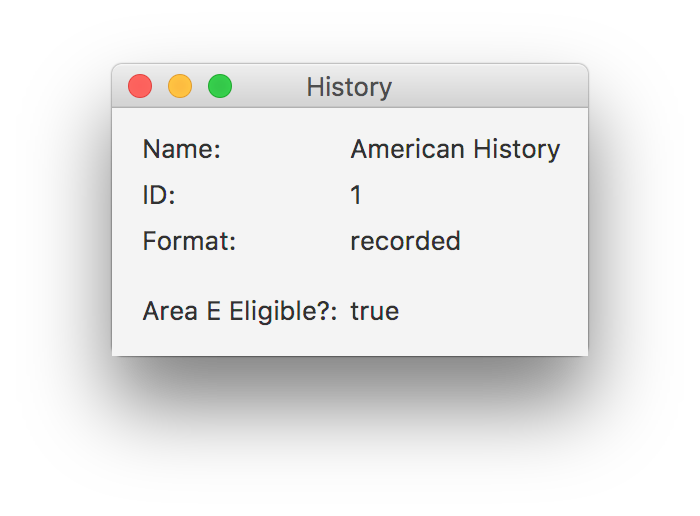 History
Name: American History
ID: 1
Format: recorded
Area E Eligible?: true